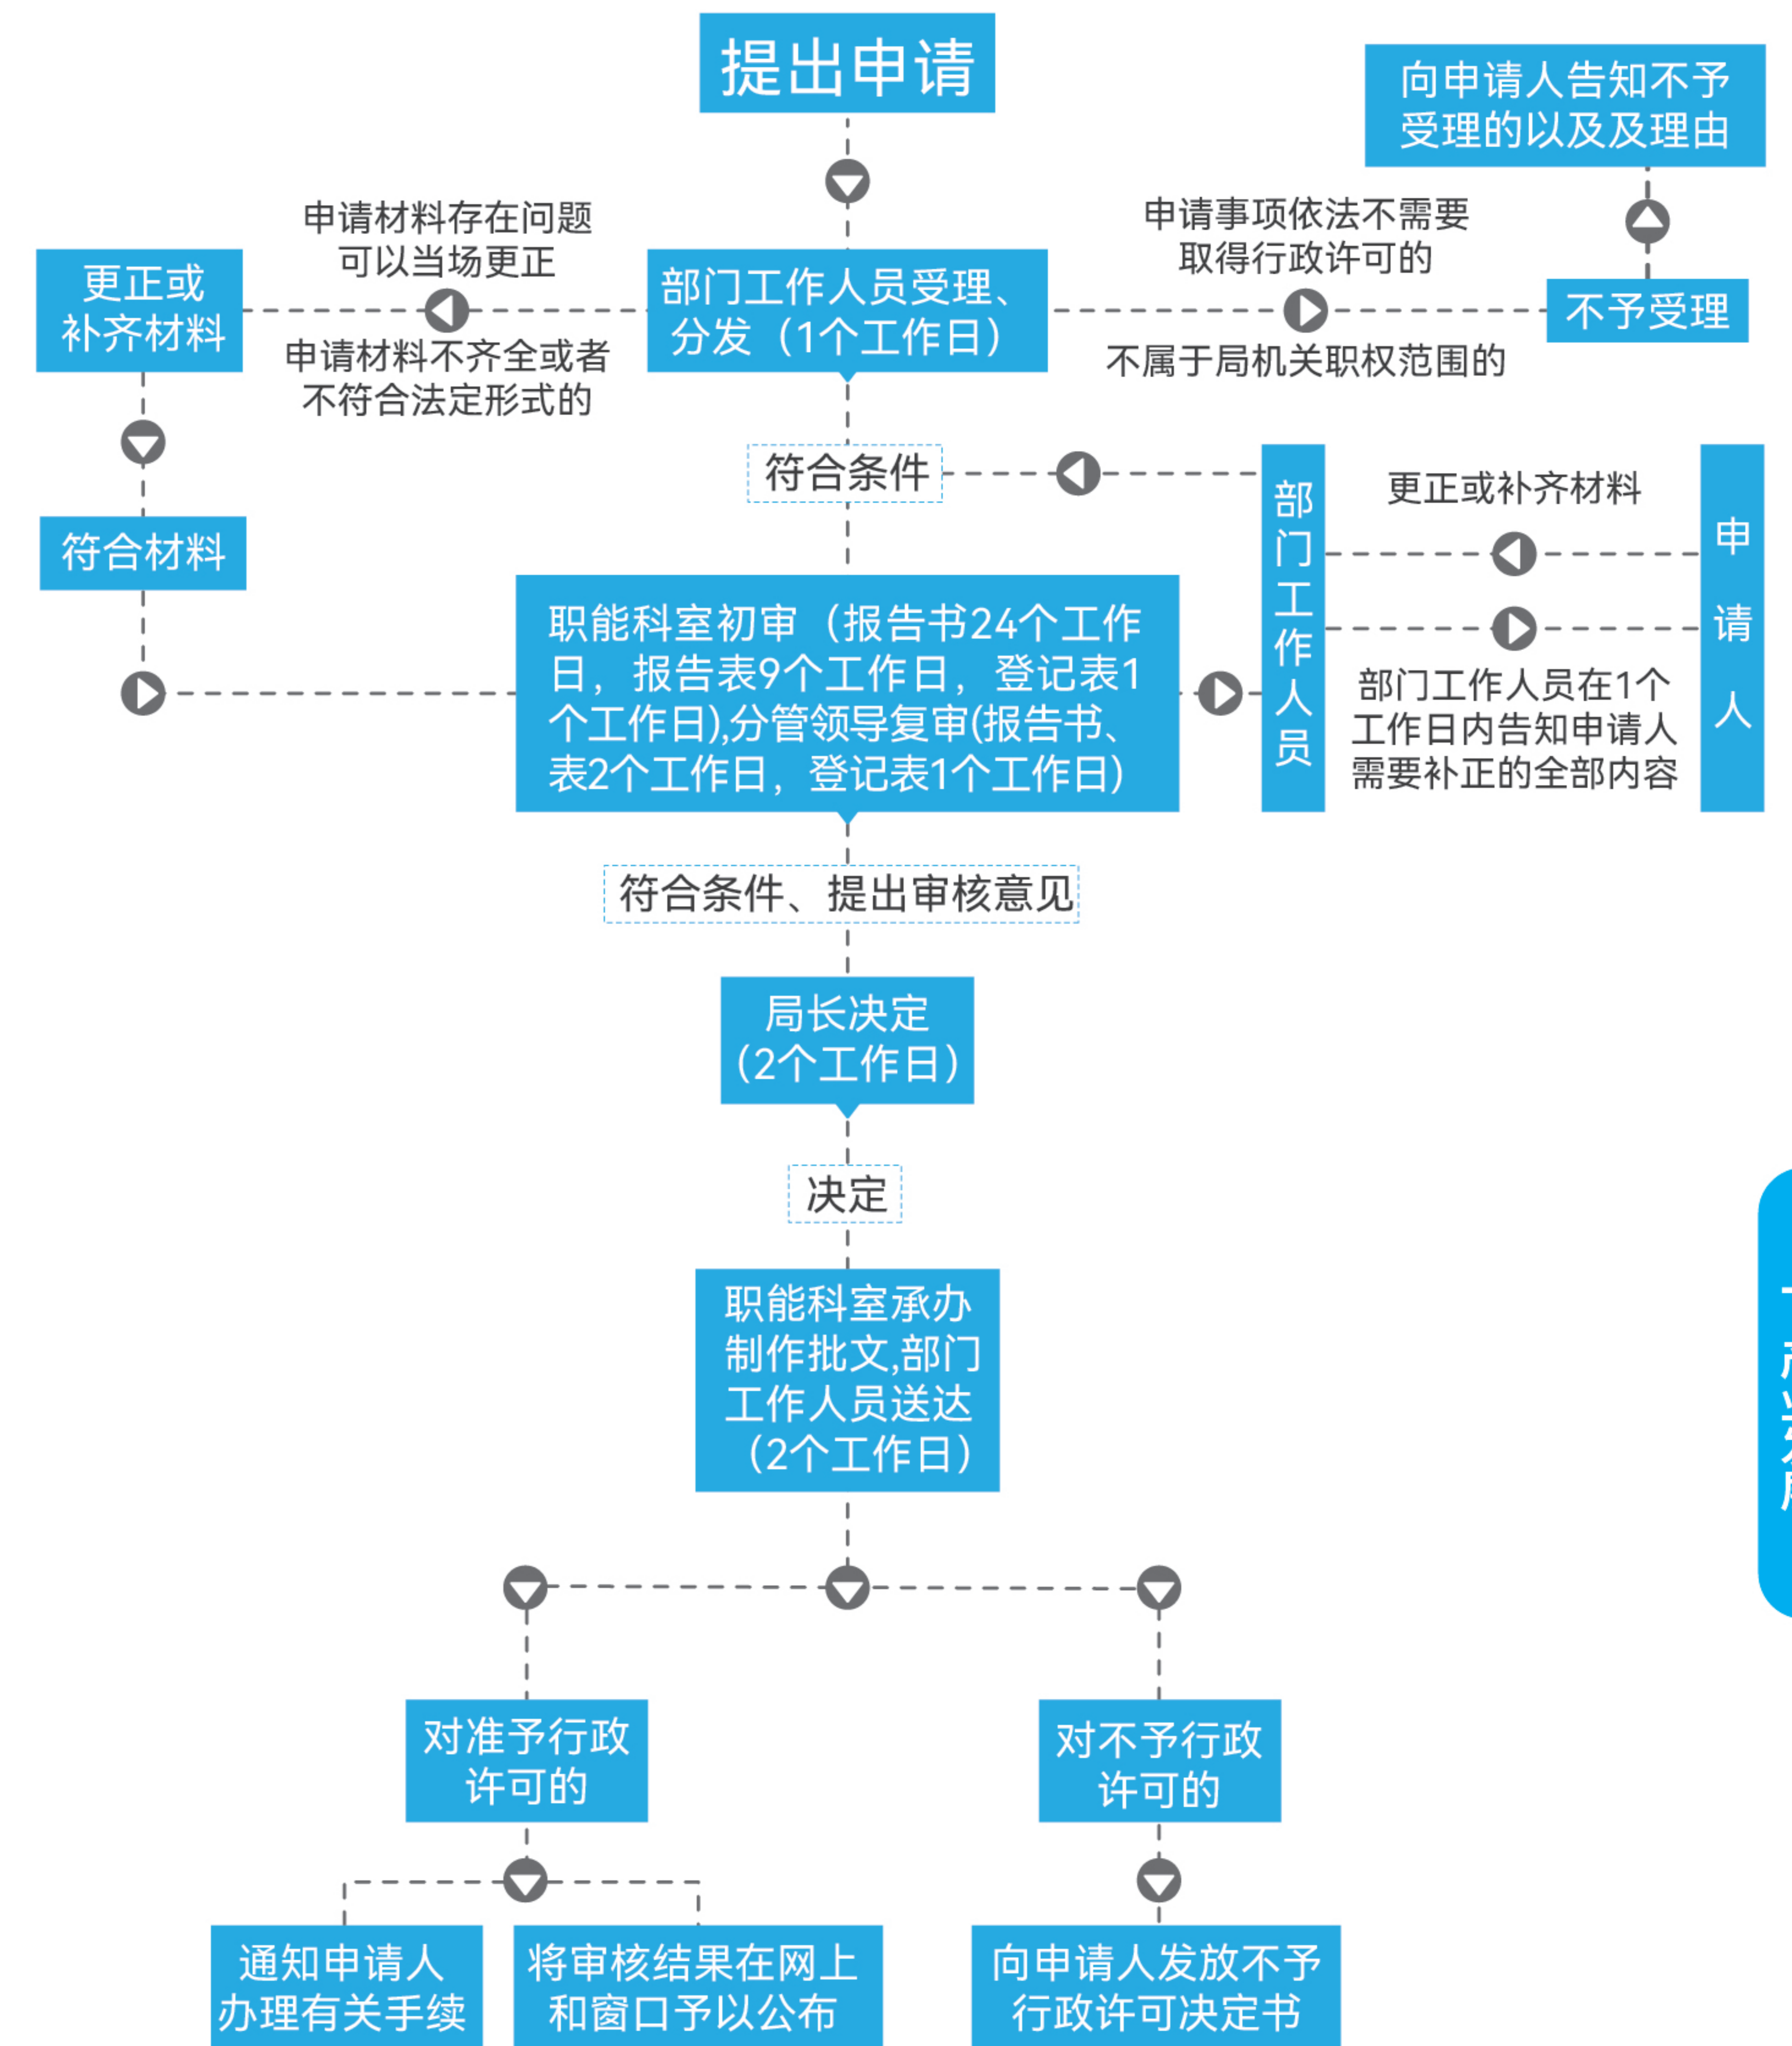 提出申请
向申请人告知不予
受理的以及及理由
申请材料存在问题
可以当场更正
申请事项依法不需要
取得行政许可的
更正或
补齐材料
部门工作人员受理、
分发（1个工作日）
不予受理
申请材料不齐全或者
不符合法定形式的
不属于局机关职权范围的
符合条件
部门工作人员
更正或补齐材料
申请人
符合材料
职能科室初审（报告书24个工作
日，报告表9个工作日，登记表1
个工作日),分管领导复审(报告书、
表2个工作日，登记表1个工作日）
部门工作人员在1个
工作日内告知申请人
需要补正的全部内容
符合条件、提出审核意见
局长决定
（2个工作日）
决定
职能科室承办
制作批文,部门
工作人员送达
（2个工作日）
对准予行政
许可的
对不予行政
许可的
通知申请人
办理有关手续
将审核结果在网上
和窗口予以公布
向申请人发放不予
行政许可决定书